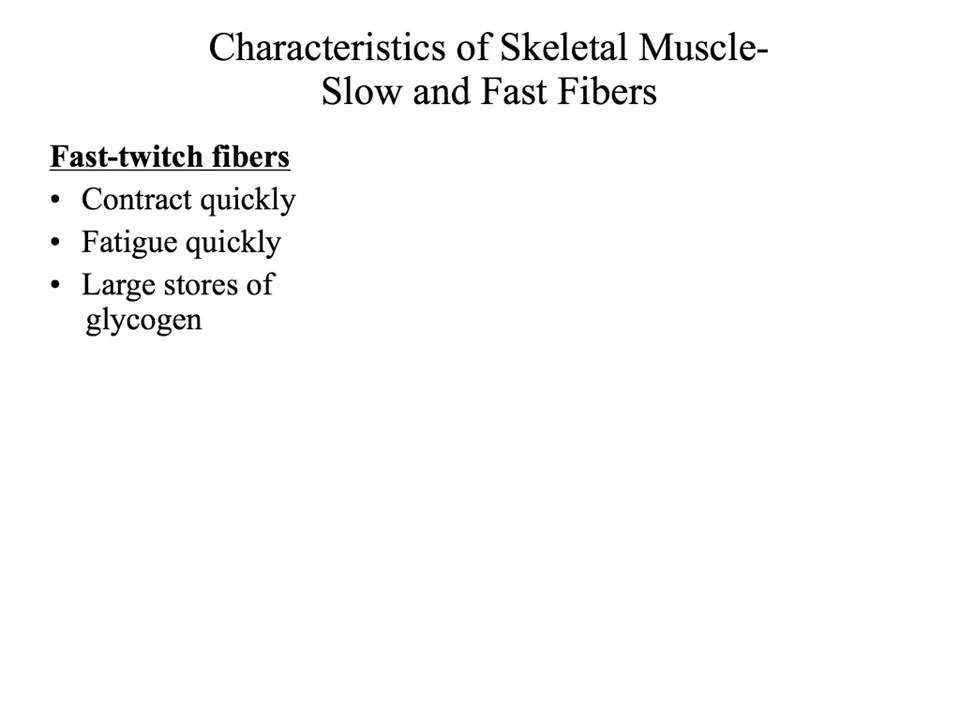 Characteristics of Skeletal Muscle-
Slow and Fast Fibers
Fast-twitch fibers
• Contract quickly
• Fatigue quickly
• Large stores of
glycogen